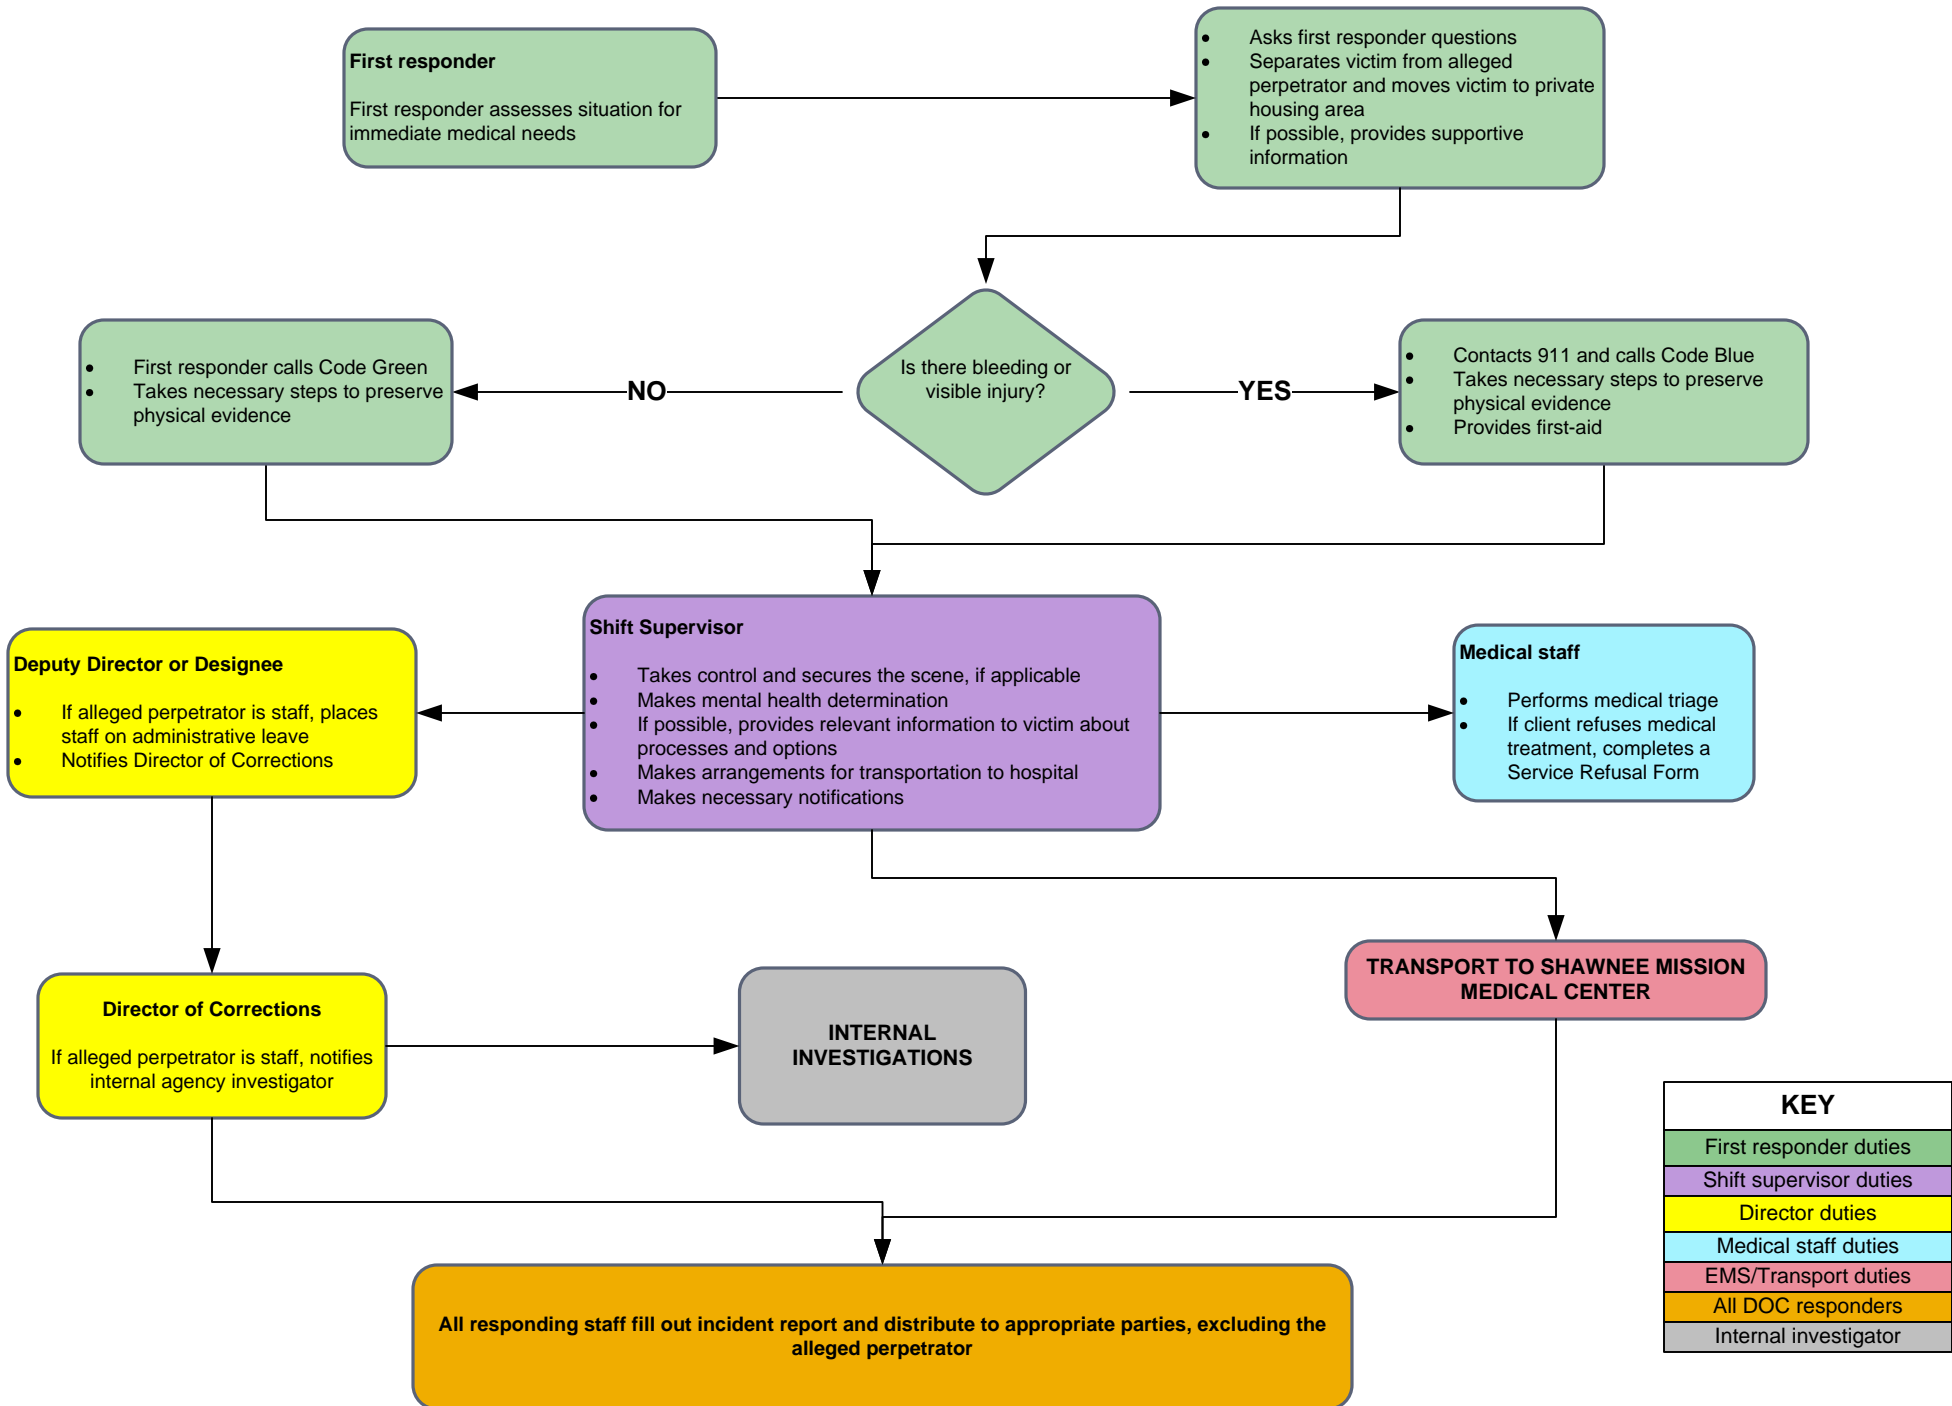 First responder
First responder assesses situation for
immediate medical needs
• Asks first responder questions
• Separates victim from alleged
perpetrator and moves victim to private
housing area
• If possible, provides supportive
information
Is there bleeding or
visible injury?
NO
YES
• First responder calls Code Green
• Takes necessary steps to preserve
physical evidence
• Contacts 911 and calls Code Blue
• Takes necessary steps to preserve
physical evidence
• Provides first-aid
Deputy Director or Designee
• If alleged perpetrator is staff, places
staff on administrative leave
• Notifies Director of Corrections
Shift Supervisor
• Takes control and secures the scene, if applicable
• Makes mental health determination
• If possible, provides relevant information to victim about
processes and options
• Makes arrangements for transportation to hospital
• Makes necessary notifications
Medical staff
• Performs medical triage
• If client refuses medical
treatment, completes a
Service Refusal Form
Director of Corrections
If alleged perpetrator is staff, notifies
internal agency investigator
INTERNAL
INVESTIGATIONS
TRANSPORT TO SHAWNEE MISSION
MEDICAL CENTER
All responding staff fill out incident report and distribute to appropriate parties, excluding the
alleged perpetrator
KEY
First responder duties
Shift supervisor duties
Director duties
Medical staff duties
EMS/Transport duties
All DOC responders
Internal investigator